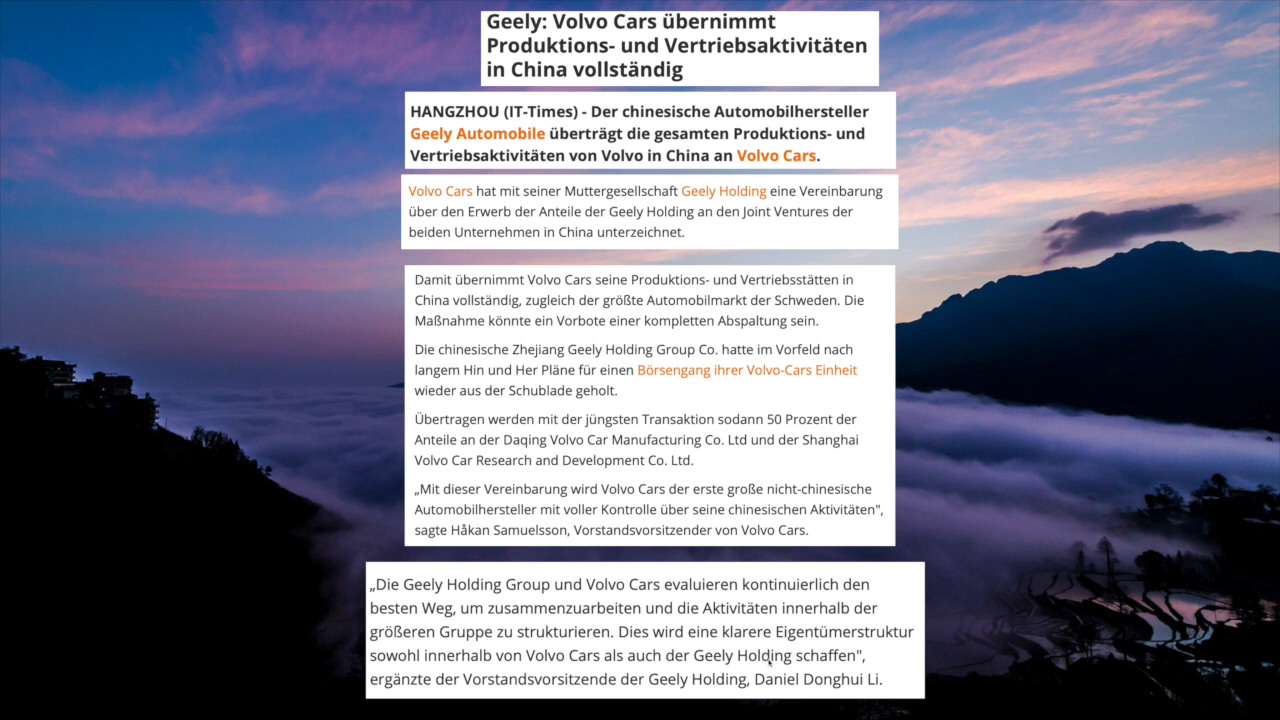 Geely: Volvo Cars übernimmt
Produktions- und Vertriebsaktivitäten
in China vollständig
HANGZHOU (IT-Times) - Der chinesische Automobilhersteller
Geely Automobile überträgt die gesamten Produktions- und
Vertriebsaktivitäten von Volvo in China an Volvo Cars.
Volvo Cars hat mit seiner Muttergesellschaft Geely Holding eine Vereinbarung
über den Erwerb der Anteile der Geely Holding an den Joint Ventures der
beiden Unternehmen in China unterzeichnet.
Damit übernimmt Volvo Cars seine Produktions- und Vertriebsstätten in
China vollständig, zugleich der größte Automobilmarkt der Schweden. Die
Maßnahme könnte ein Vorbote einer kompletten Abspaltung sein.
Die chinesische Zhejiang Geely Holding Group Co. hatte im Vorfeld nach
langem Hin und Her Pläne für einen Börsengang ihrer Volvo-Cars Einheit
wieder aus der Schublade geholt.
Übertragen werden mit der jüngsten Transaktion sodann 50 Prozent der
Anteile an der Daqing Volvo Car Manufacturing Co. Ltd und der Shanghai
Volvo Car Research and Development Co. Ltd.
„Mit dieser Vereinbarung wird Volvo Cars der erste große nicht-chinesische
Automobilhersteller mit voller Kontrolle über seine chinesischen Aktivitäten",
sagte Håkan Samuelsson, Vorstandsvorsitzender von Volvo Cars.
„Die Geely Holding Group und Volvo Cars evaluieren kontinuierlich den
besten Weg, um zusammenzuarbeiten und die Aktivitäten innerhalb der
größeren Gruppe zu strukturieren. Dies wird eine klarere Eigentümerstruktur
sowohl innerhalb von Volvo Cars als auch der Geely Holding schaffen",
ergänzte der Vorstandsvorsitzende der Geely Holding, Daniel Donghui Li.